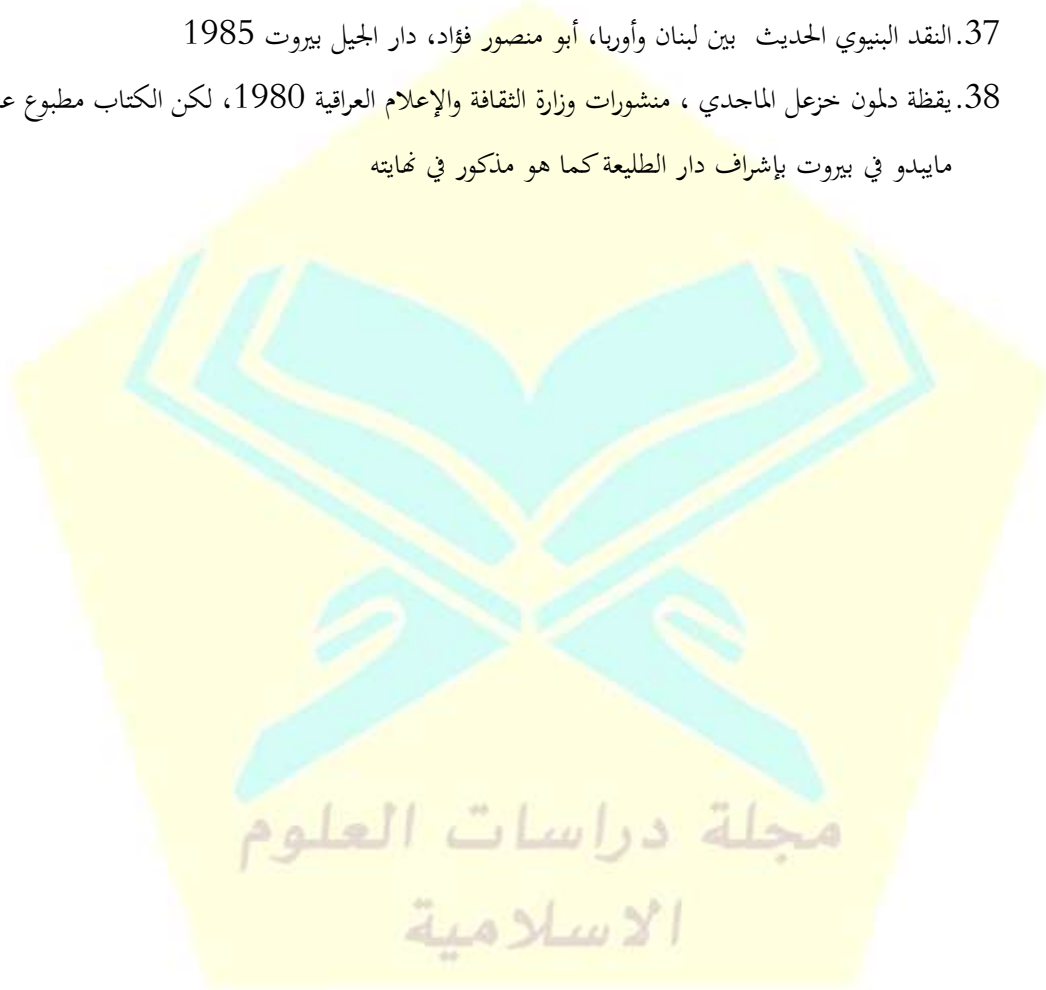 37. النقد البنيوي الحديث بين لبنان وأوربا، أبو منصور فؤاد، دار الجيل بيروت 1985
38. يقظة دلمون خزعل الماجدي ، منشورات وزارة الثقافة والإعلام العراقية 1980، لكن الكتاب مطبوع
مايبدو في بيروت بإشراف دار الطليعة كما هو مذكور في نهايته
مجلة دراسات العلوم
الاسلامية